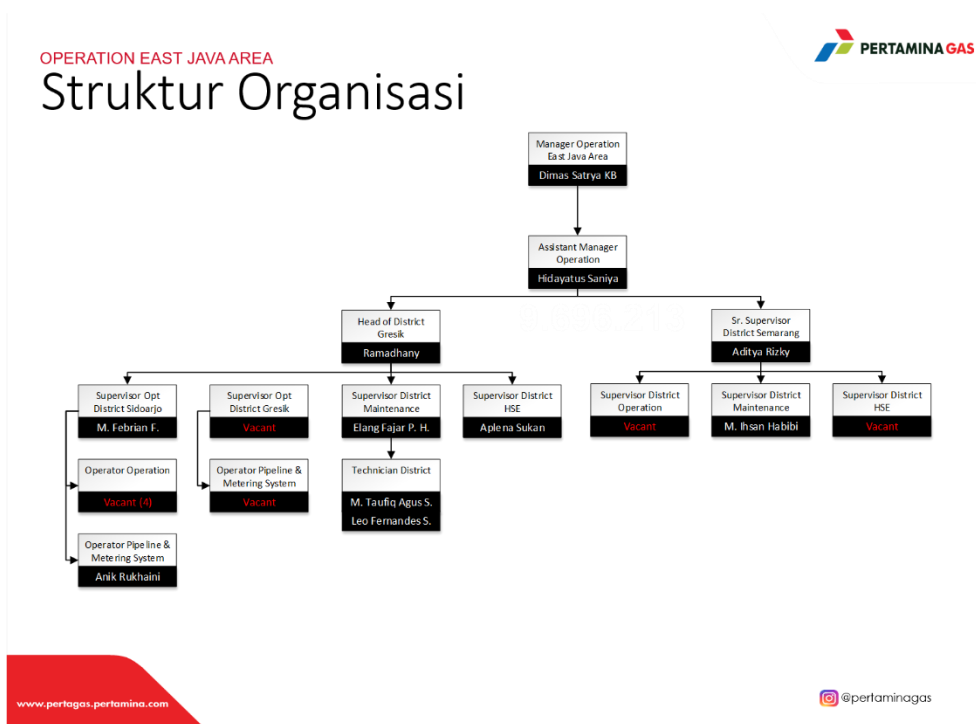 OPERATION EAST JAVA AREA
Struktur Organisasi
PERTAMINA GAS
Manager Operation
East Java Area
Dimas Satrya KB
Assistant Manager
Operation
Hidayatus Saniya
Head of District
Gresik
Ramadhany
Sr. Supervisor
District Semarang
Aditya Rizky
Supervisor Opt
District Sidoarjo
M. Febrian F.
Supervisor Opt
District Gresik
Vacant
Supervisor District
Maintenance
Elang Fajar P. H.
Supervisor District
HSE
Aplena Sukan
Supervisor District
Operation
Vacant
Supervisor District
Maintenance
M. Ihsan Habibi
Supervisor District
HSE
Vacant
Operator Operation
Vacant (4)
Operator Pipeline &
Metering System
Vacant
Technician District
M. Taufiq Agus S.
Leo Fernandes S.
Operator Pipeline &
Metering System
Anik Rukhaini
www.pertagas.pertamina.com
@pertaminagas